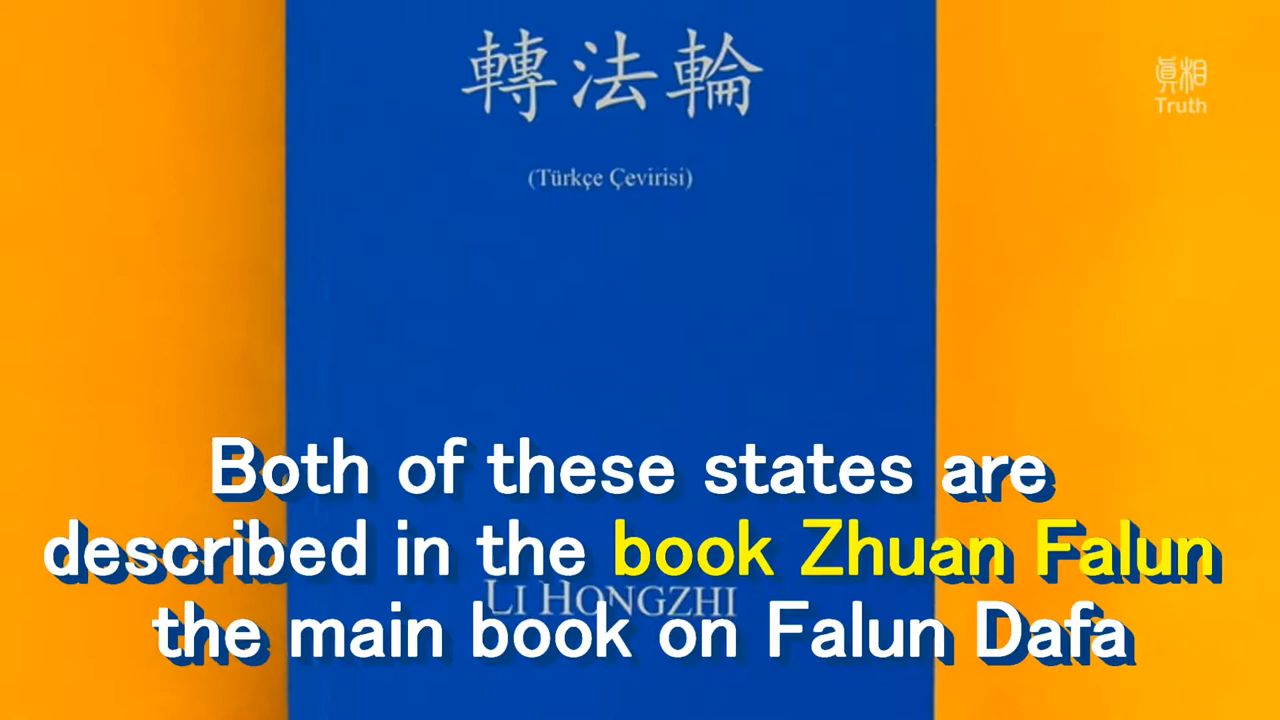 轉法輪
眞相
Truth
(Türkçe Çevirisi)
Both of these states are
described in the book Zhuan Falun
LI HONGZHI
the main book on Falun Dafa